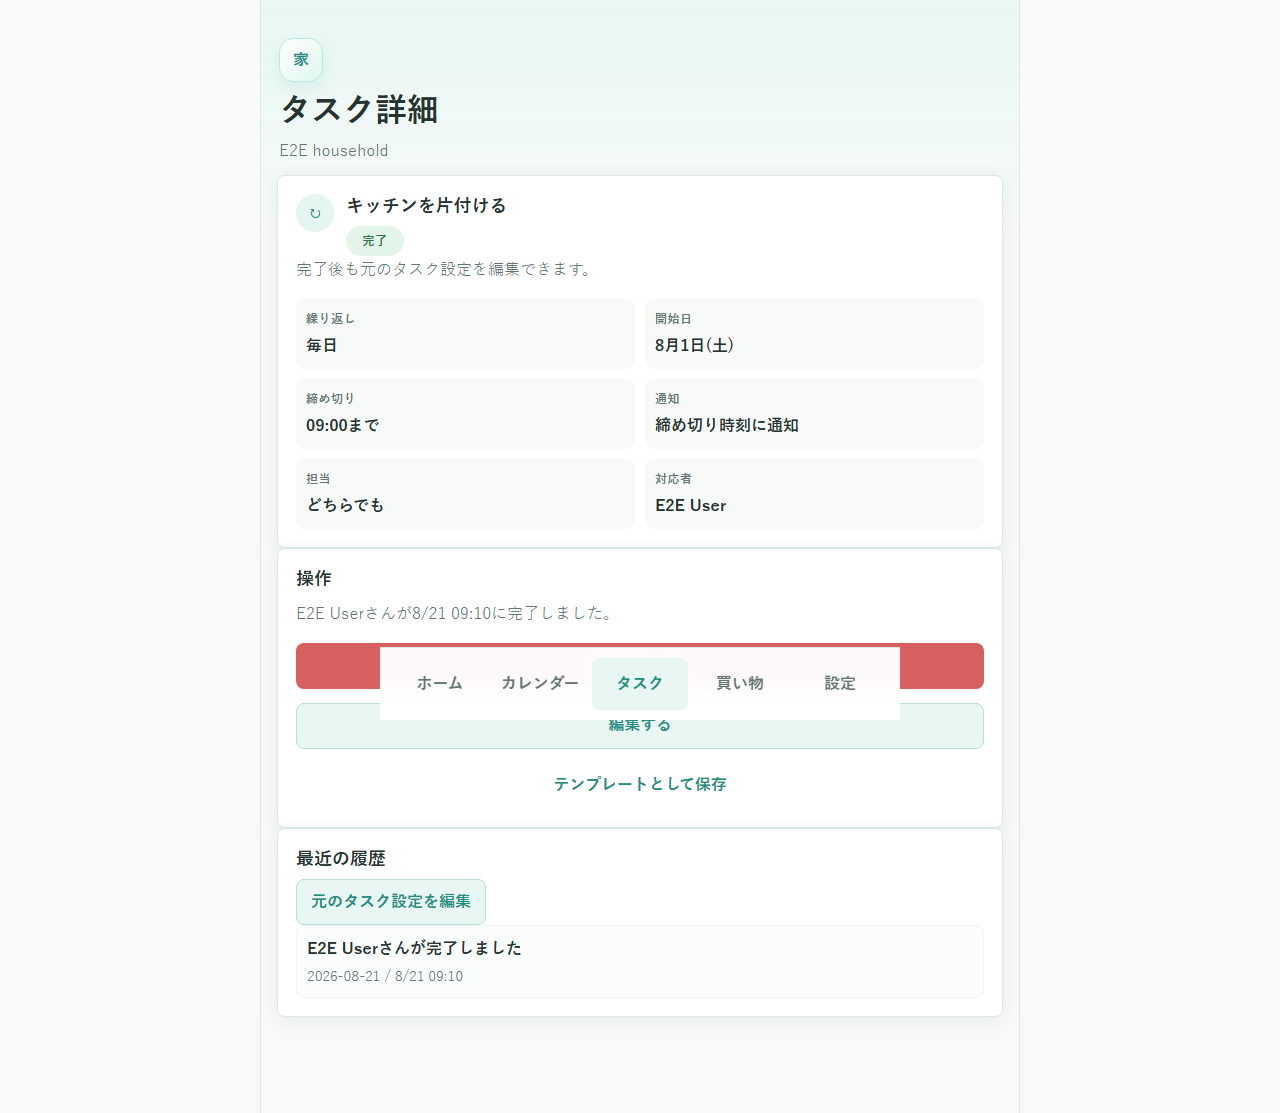 家
タスク詳細
E2E household
↻
キッチンを片付ける
完了
完了後も元のタスク設定を編集できます。
繰り返し
毎日
開始日
8月1日(土)
締め切り
09:00まで
通知
締め切り時刻に通知
担当
どちらでも
対応者
E2E User
操作
E2E Userさんが8/21 09:10に完了しました。
ホーム
カレンダー
タスク
買い物
設定
編集する
テンプレートとして保存
最近の履歴
元のタスク設定を編集
E2E Userさんが完了しました
2026-08-21 / 8/21 09:10